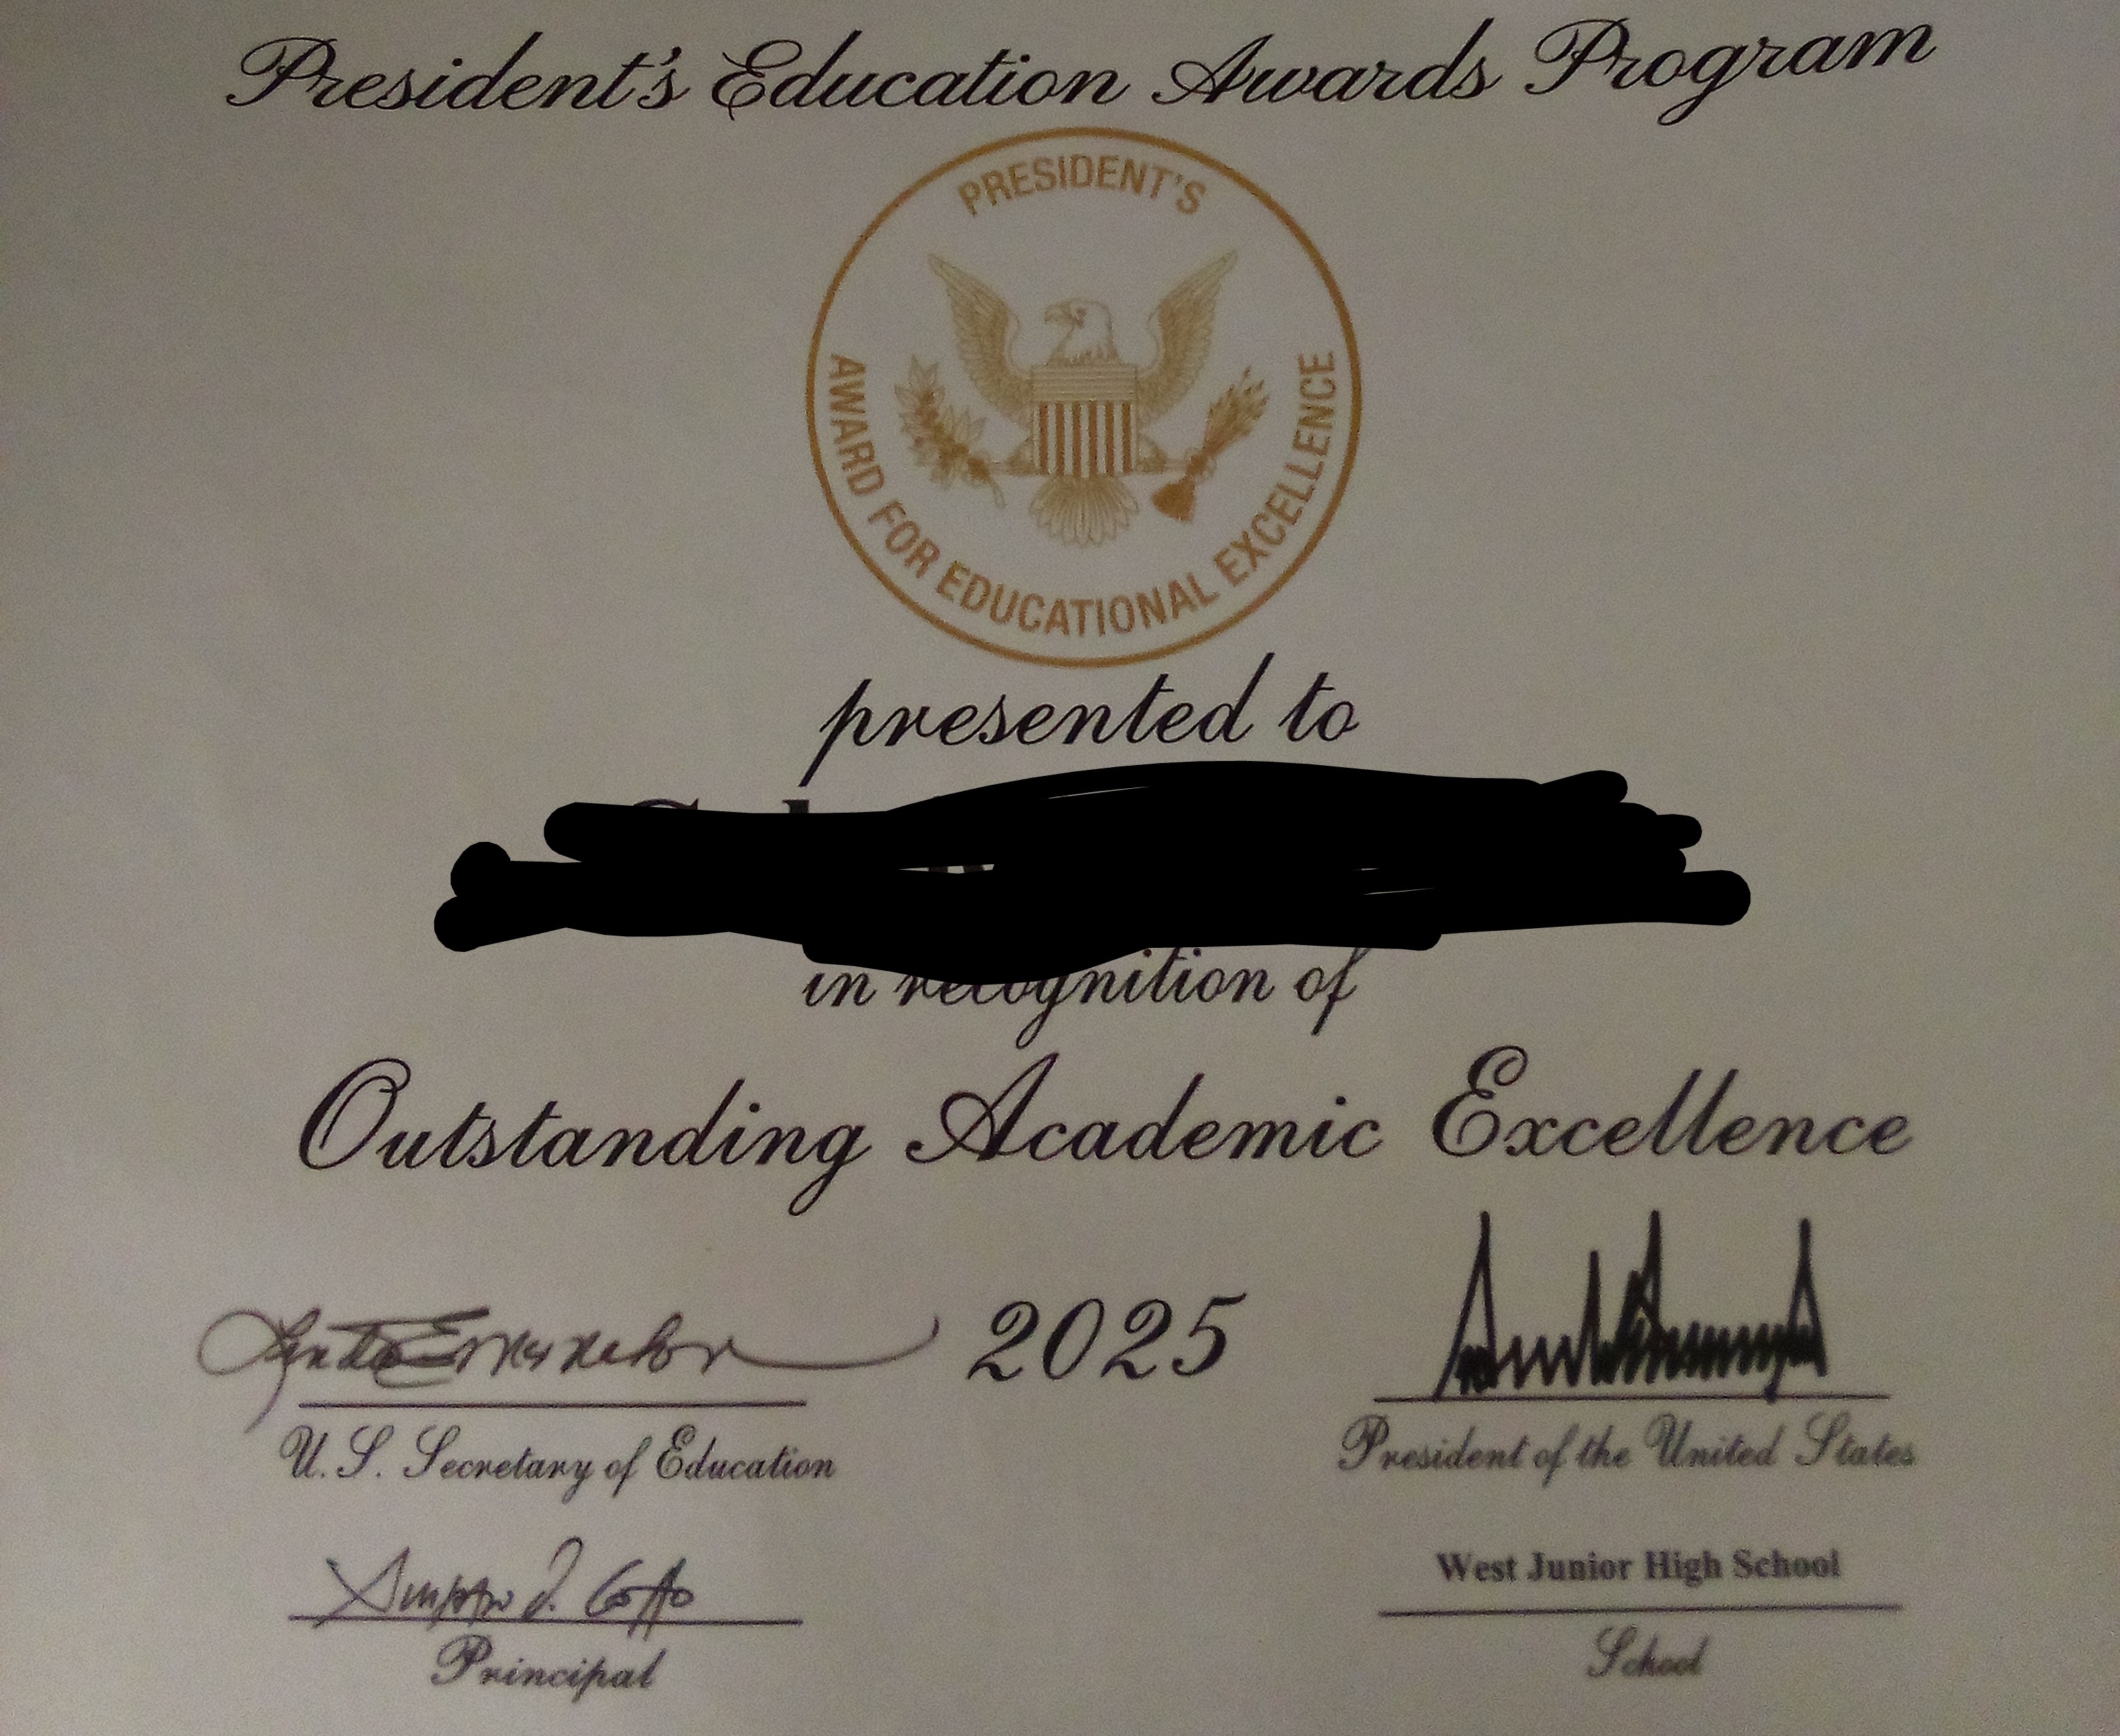 President's Education Awards Program
PRESIDENT'S
AWARD FOR EDUCATIONAL EXCELLENCE
presented to
in recognition of
Outstanding Academic Excellence
2025
U.S. Secretary of Education
President of the United States
West Junior High School
Principal
School